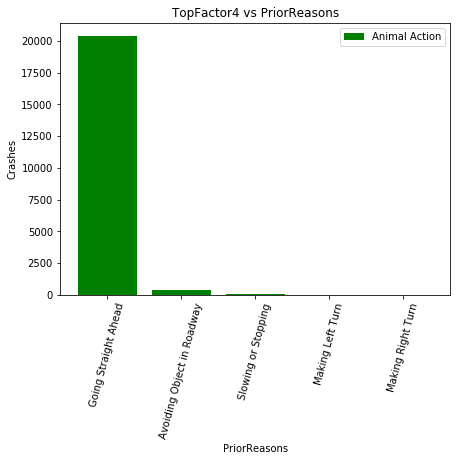 TopFactor4 vs PriorReasons
Animal Action
Crashes
20000
17500
15000
12500
10000
7500
5000
2500
0
Going Straight Ahead
Avoiding Object in Roadway
Slowing or Stopping
Making Left Turn
Making Right Turn
PriorReasons